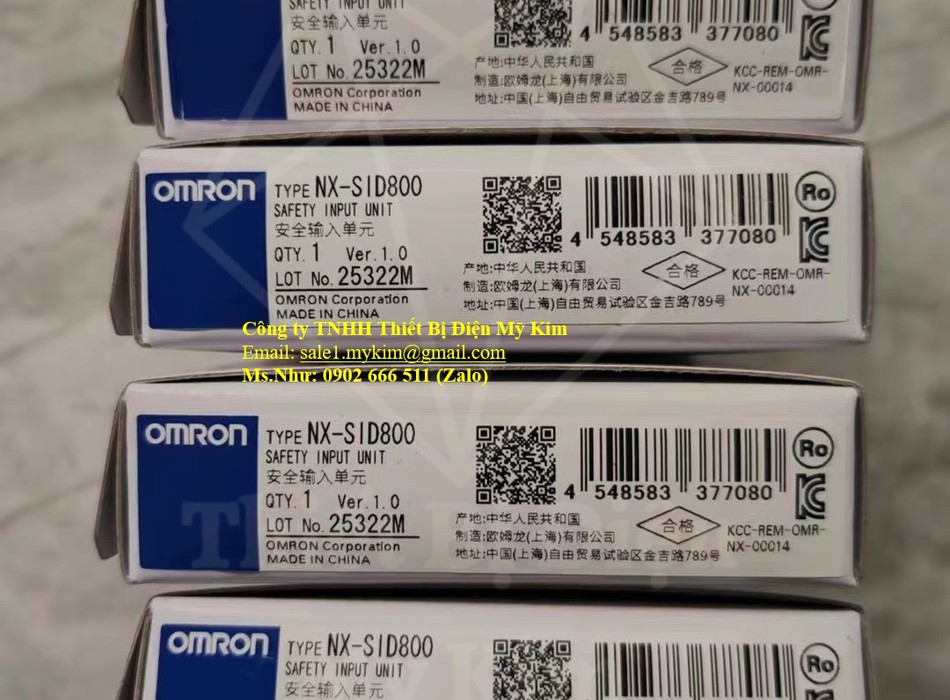 SAFETY INPUT UNIT
安全输入单元
QTY. 1 Ver.1.0
LOT No. 25322M
OMRON Corporation
MADE IN CHINA
4 548583 377080
产地:中华人民共和国
制造:欧姆龙(上海)有限公司
地址:中国(上海)自由贸易试验区金吉路789号
合格
KCC-REM-OMR-
NX-00014
OMRON
TYPE NX-SID800
SAFETY INPUT UNIT
安全输入单元
QTY. 1 Ver.1.0
LOT No. 25322M
OMRON Corporation
MADE IN CHINA
4 548583 377080
Ro
产地:中华人民共和国
制造:欧姆龙(上海)有限公司
地址:中国(上海)自由贸易试验区金吉路789号
合格
KCC-REM-OMR-
NX-00014
Công ty TNHH Thiết Bị Điện Mỹ Kim
Email: sale1.mykim@gmail.com
Ms.Như: 0902 666 511 (Zalo)
OMRON
TYPE NX-SID800
SAFETY INPUT UNIT
安全输入单元
QTY. 1 Ver.1.0
LOT No. 25322M
OMRON Corporation
MADE IN CHINA
4 548583 377080
Ro
产地:中华人民共和国
制造:欧姆龙(上海)有限公司
地址:中国(上海)自由贸易试验区金吉路789号
合格
KCC-REM-OMR-
NX-00014
OMRON
TYPE NX-SID800
SAFETY INPUT UNIT
安全输入单元
Ro